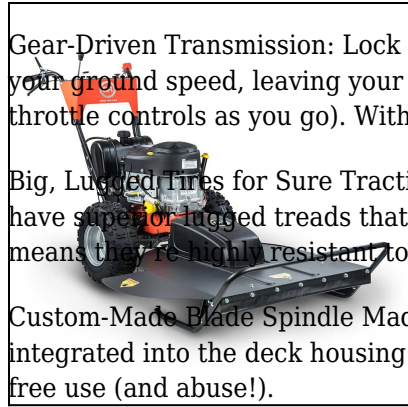 Gear-Driven Transmission: Lock
your ground speed, leaving your
throttle controls as you go). With
Big, Lugged Tires for Sure Tracti
have superior lugged treads that
means they're highly resistant to
Custom-Made Blade Spindle Mad
integrated into the deck housing
free use (and abuse!).